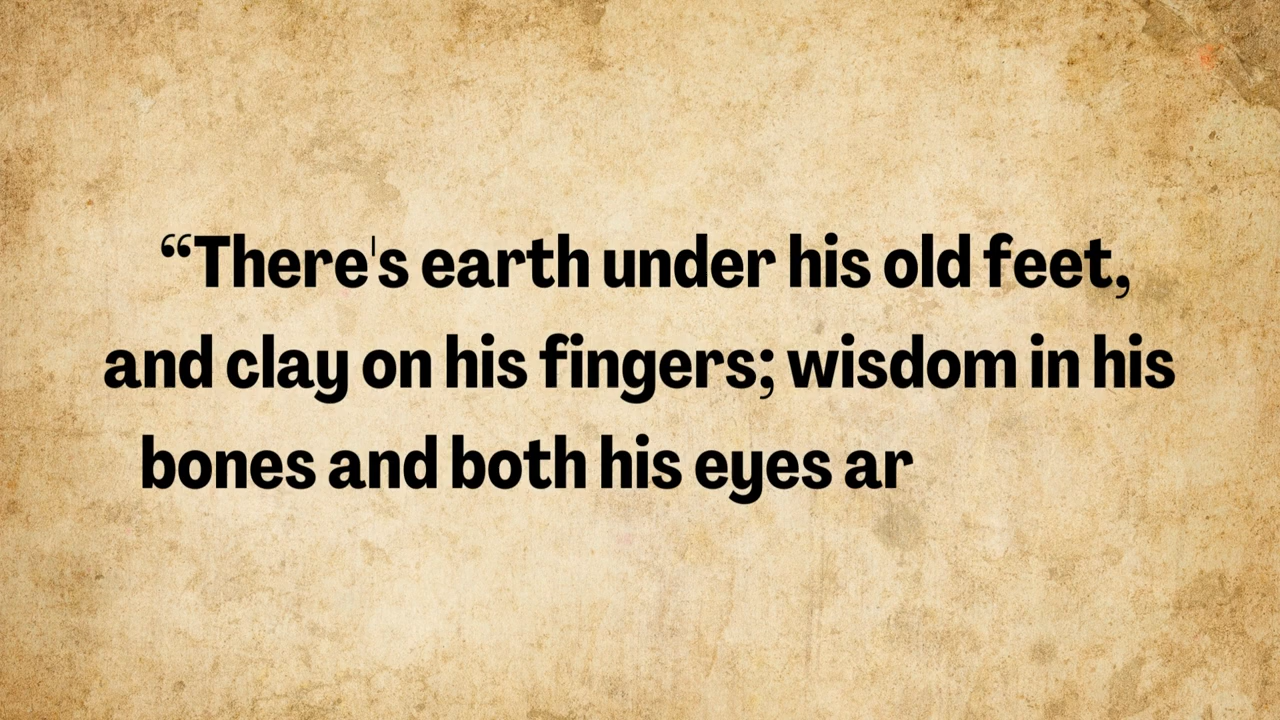 “There's earth under his old feet,
and clay on his fingers; wisdom in his
bones and both his eyes ar